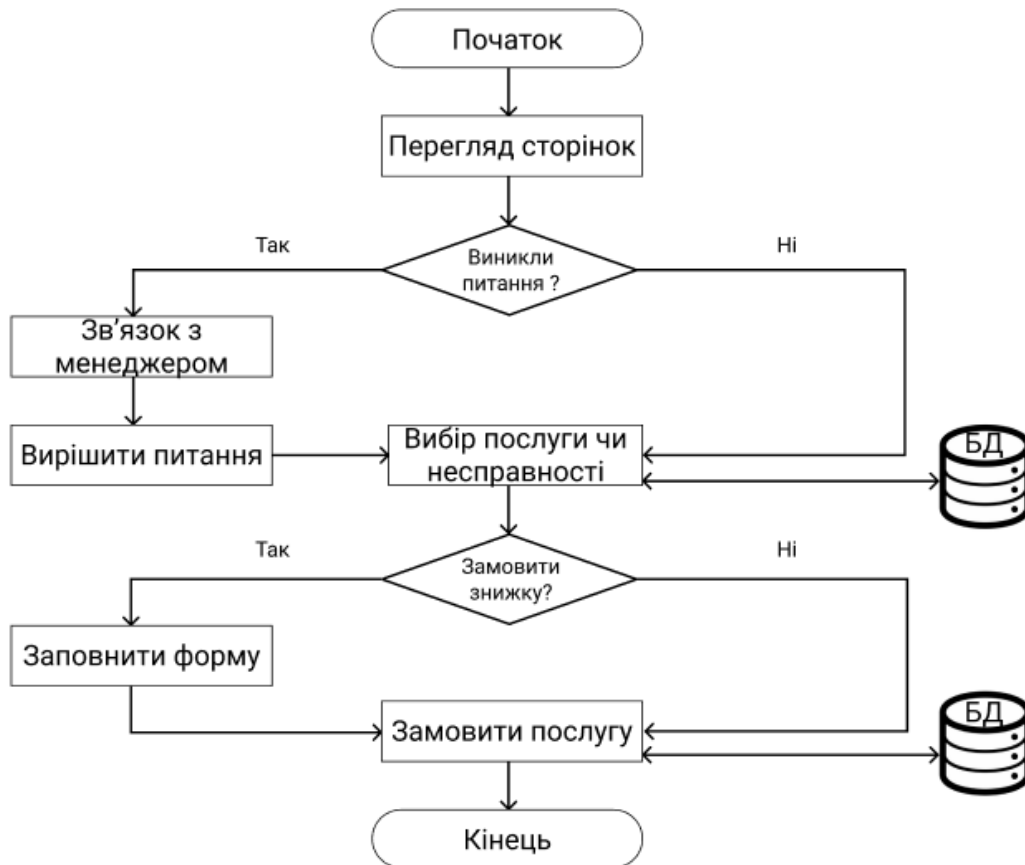 Початок
Перегляд сторінок
Так
Ні
Виникли
питання ?
Зв’язок з
менеджером
Вирішити питання
Вибір послуги чи
несправності
БД
Так
Ні
Замовити
знижку?
Заповнити форму
Замовити послугу
БД
Кінець